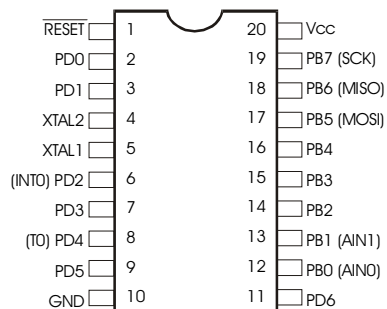 RESET 1 20 Vcc
PD0 2 19 PB7 (SCK)
PD1 3 18 PB6 (MISO)
XTAL2 4 17 PB5 (MOSI)
XTAL1 5 16 PB4
(INT0) PD2 6 15 PB3
PD3 7 14 PB2
(T0) PD4 8 13 PB1 (AIN1)
PD5 9 12 PB0 (AIN0)
GND 10 11 PD6